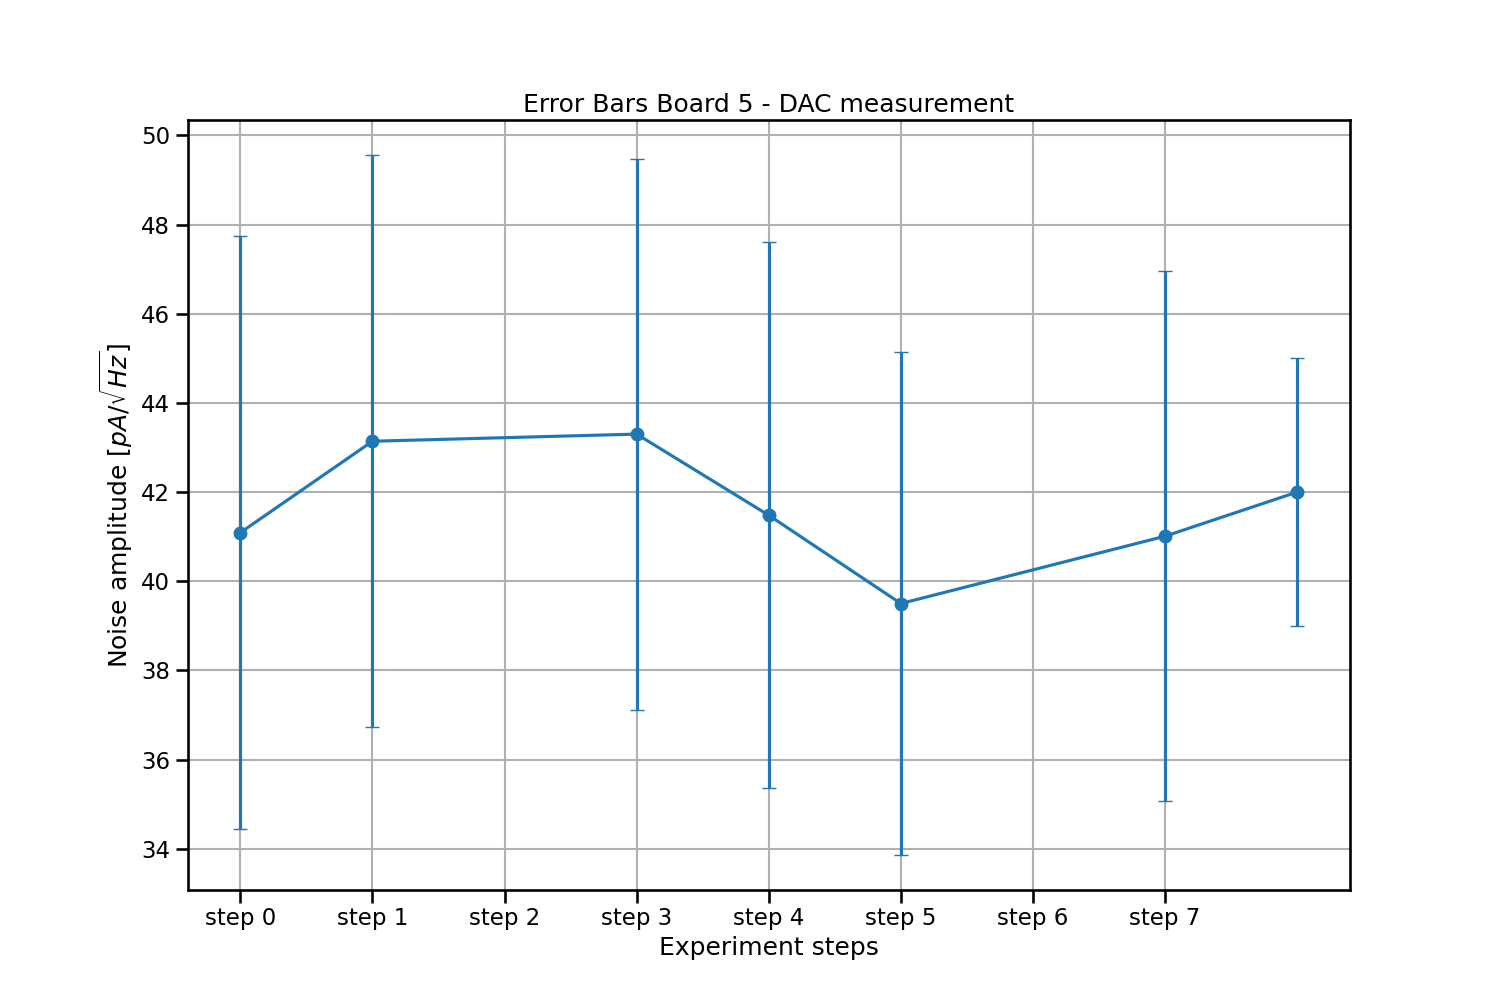 Error Bars Board 5 - DAC measurement
Noise amplitude [pA/√Hz]
50
48
46
44
42
40
38
36
34
step 0 step 1 step 2 step 3 step 4 step 5 step 6 step 7
Experiment steps